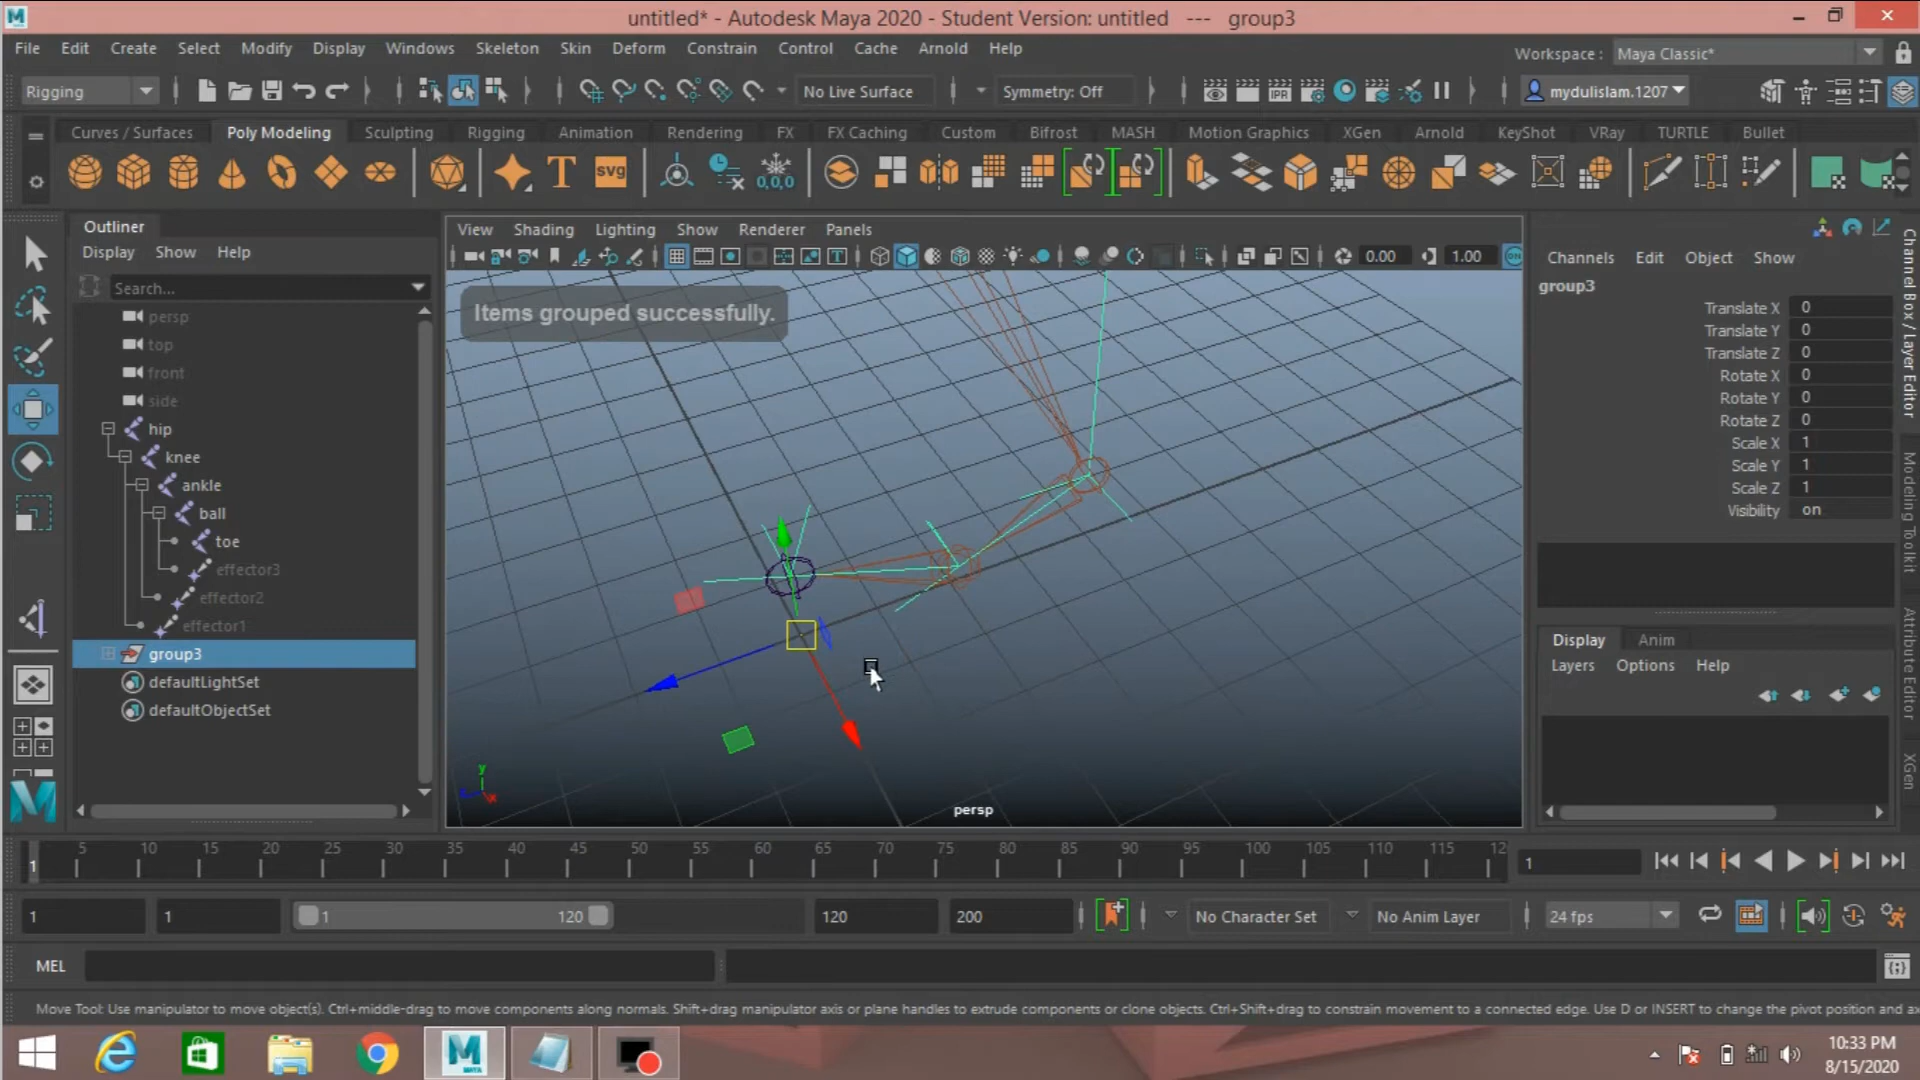 untitled* - Autodesk Maya 2020 - Student Version: untitled --- group3
File Edit Create Select Modify Display Windows Skeleton Skin Deform Constrain Control Cache Arnold Help
Workspace : Maya Classic*
Rigging
No Live Surface
Symmetry: Off
IPR
mydulislam.1207
Curves / Surfaces Poly Modeling Sculpting Rigging Animation Rendering FX FX Caching Custom Bifrost MASH Motion Graphics XGen Arnold KeyShot VRay TURTLE Bullet
T
svg
0,0,0
Outliner
Display Show Help
Search...
persp
top
front
side
hip
knee
ankle
ball
toe
effector3
effector2
effector1
group3
defaultLightSet
defaultObjectSet
View Shading Lighting Show Renderer Panels
0.00
1.00
ON
Items grouped successfully.
y
x
persp
Channels Edit Object Show
group3
Translate X 0
Translate Y 0
Translate Z 0
Rotate X 0
Rotate Y 0
Rotate Z 0
Scale X 1
Scale Y 1
Scale Z 1
Visibility on
Display Anim
Layers Options Help
Channel Box / Layer Editor
Modeling Toolkit
Attribute Editor
XGen
1 5 10 15 20 25 30 35 40 45 50 55 60 65 70 75 80 85 90 95 100 105 110 115 12
1
1 1 1 120 120 200
No Character Set
No Anim Layer
24 fps
MEL
Move Tool: Use manipulator to move object(s). Ctrl+middle-drag to move components along normals. Shift+drag manipulator axis or plane handles to extrude components or clone objects. Ctrl+Shift+drag to constrain movement to a connected edge. Use D or INSERT to change the pivot position and ax
MAYA
10:33 PM
8/15/2020